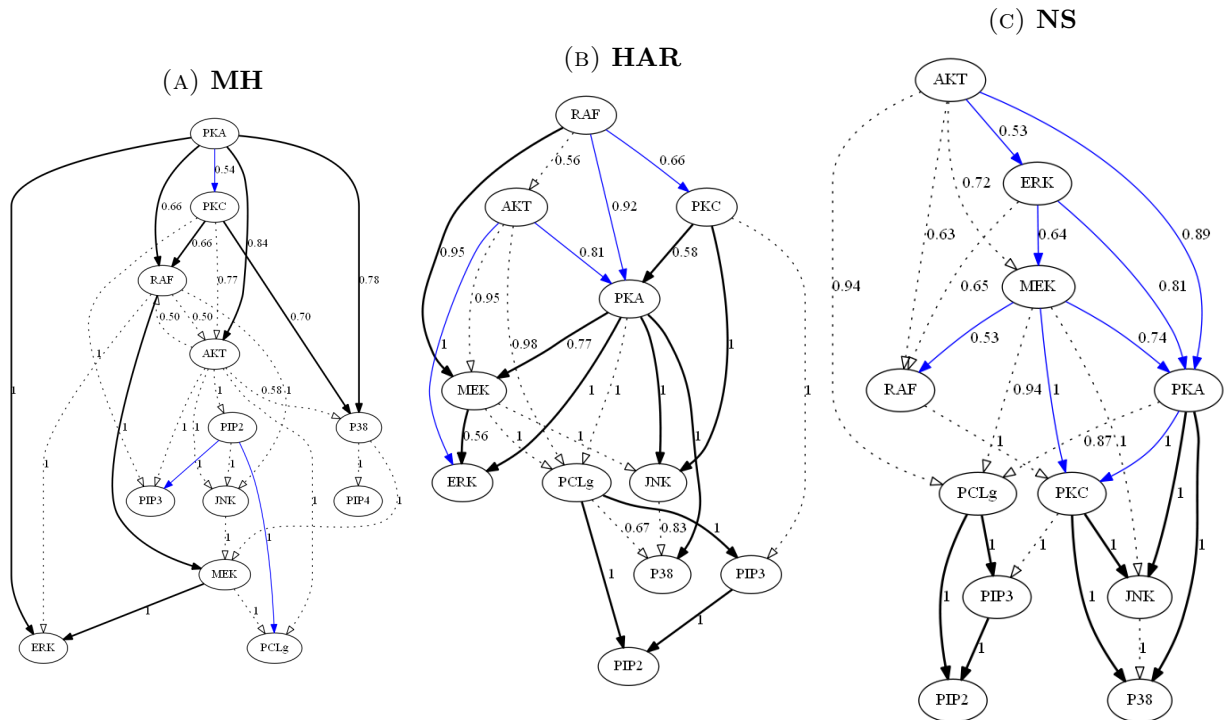 (A) MH
PKA
0.54
PKC
0.66
0.66
0.84
0.78
RAF
0.77
0.70
0.50
0.50
AKT
1
0.58
1
1
PIP2
P38
1
1
1
1
1
1
1
1
1
1
PIP3
JNK
PIP4
1
1
MEK
1
1
ERK
PCLg
(B) HAR
RAF
0.56
0.66
AKT
PKC
0.92
0.95
0.81
0.58
0.95
PKA
1
0.98
0.77
1
MEK
1
1
1
1
1
0.56
1
1
ERK
PCLg
JNK
0.67
0.83
1
P38
PIP3
1
1
PIP2
(C) NS
AKT
0.53
0.72
ERK
0.63
0.64
0.89
0.94
0.65
MEK
0.81
0.53
0.74
RAF
0.94
1
PKA
1
0.87
1
1
PCLg
PKC
1
1
1
1
1
1
1
PIP3
JNK
1
1
PIP2
P38